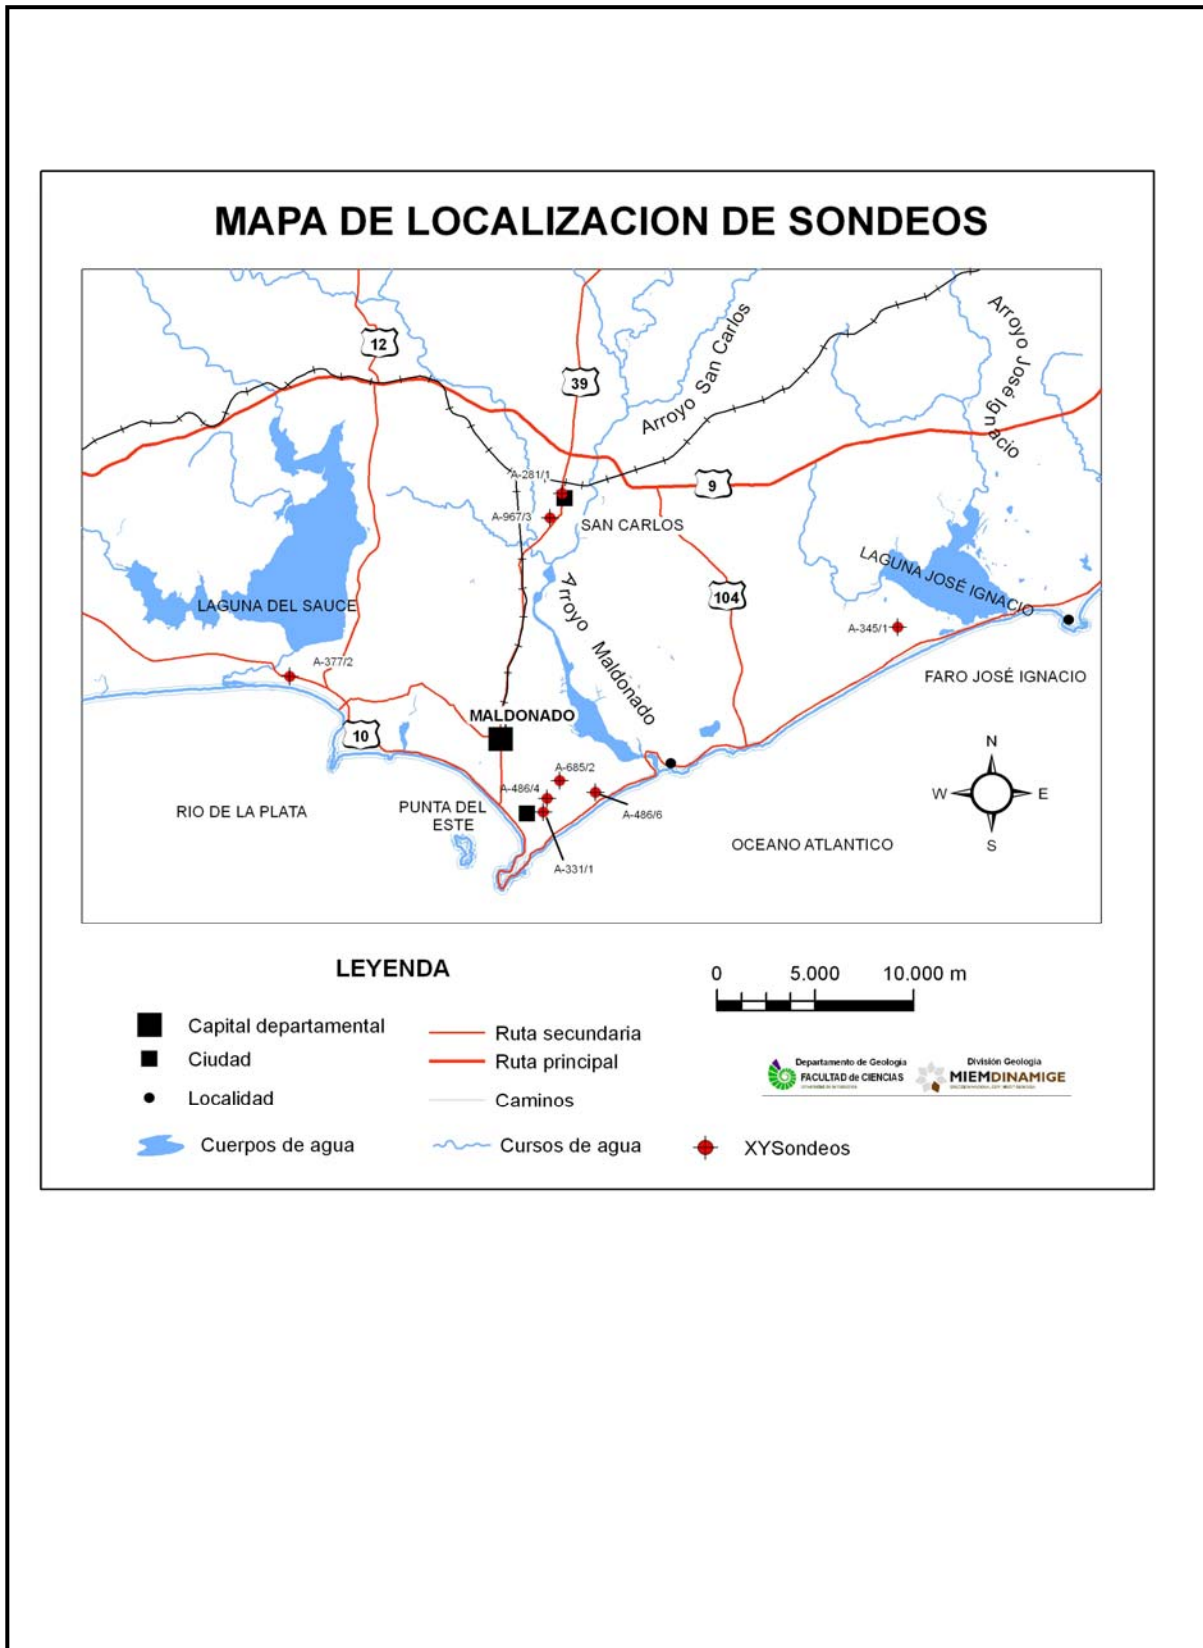 MAPA DE LOCALIZACION DE SONDEOS
12
39
Arroyo San Carlos
Arroyo José Ignacio
A-281/1
9
A-967/3
SAN CARLOS
LAGUNA JOSÉ IGNACIO
104
LAGUNA DEL SAUCE
Arroyo Maldonado
A-345/1
A-377/2
FARO JOSÉ IGNACIO
MALDONADO
10
N
A-685/2
A-486/4
W
E
RIO DE LA PLATA
PUNTA DEL
ESTE
A-486/6
OCEANO ATLANTICO
S
A-331/1
LEYENDA
0 5.000 10.000 m
Capital departamental
Ruta secundaria
Ciudad
Ruta principal
Localidad
Caminos
Cuerpos de agua
Cursos de agua
XYSondeos
Departamento de Geología
FACULTAD de CIENCIAS
División Geología
MIEMDINAMIGE